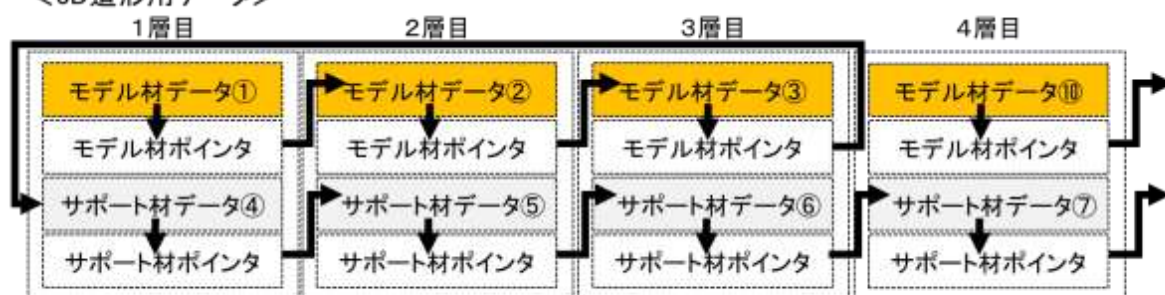 1層目 2層目 3層目 4層目
モデル材データ① モデル材データ② モデル材データ③ モデル材データ⑩
モデル材ポインタ モデル材ポインタ モデル材ポインタ モデル材ポインタ
サポート材データ④ サポート材データ⑤ サポート材データ⑥ サポート材データ⑦
サポート材ポインタ サポート材ポインタ サポート材ポインタ サポート材ポインタ